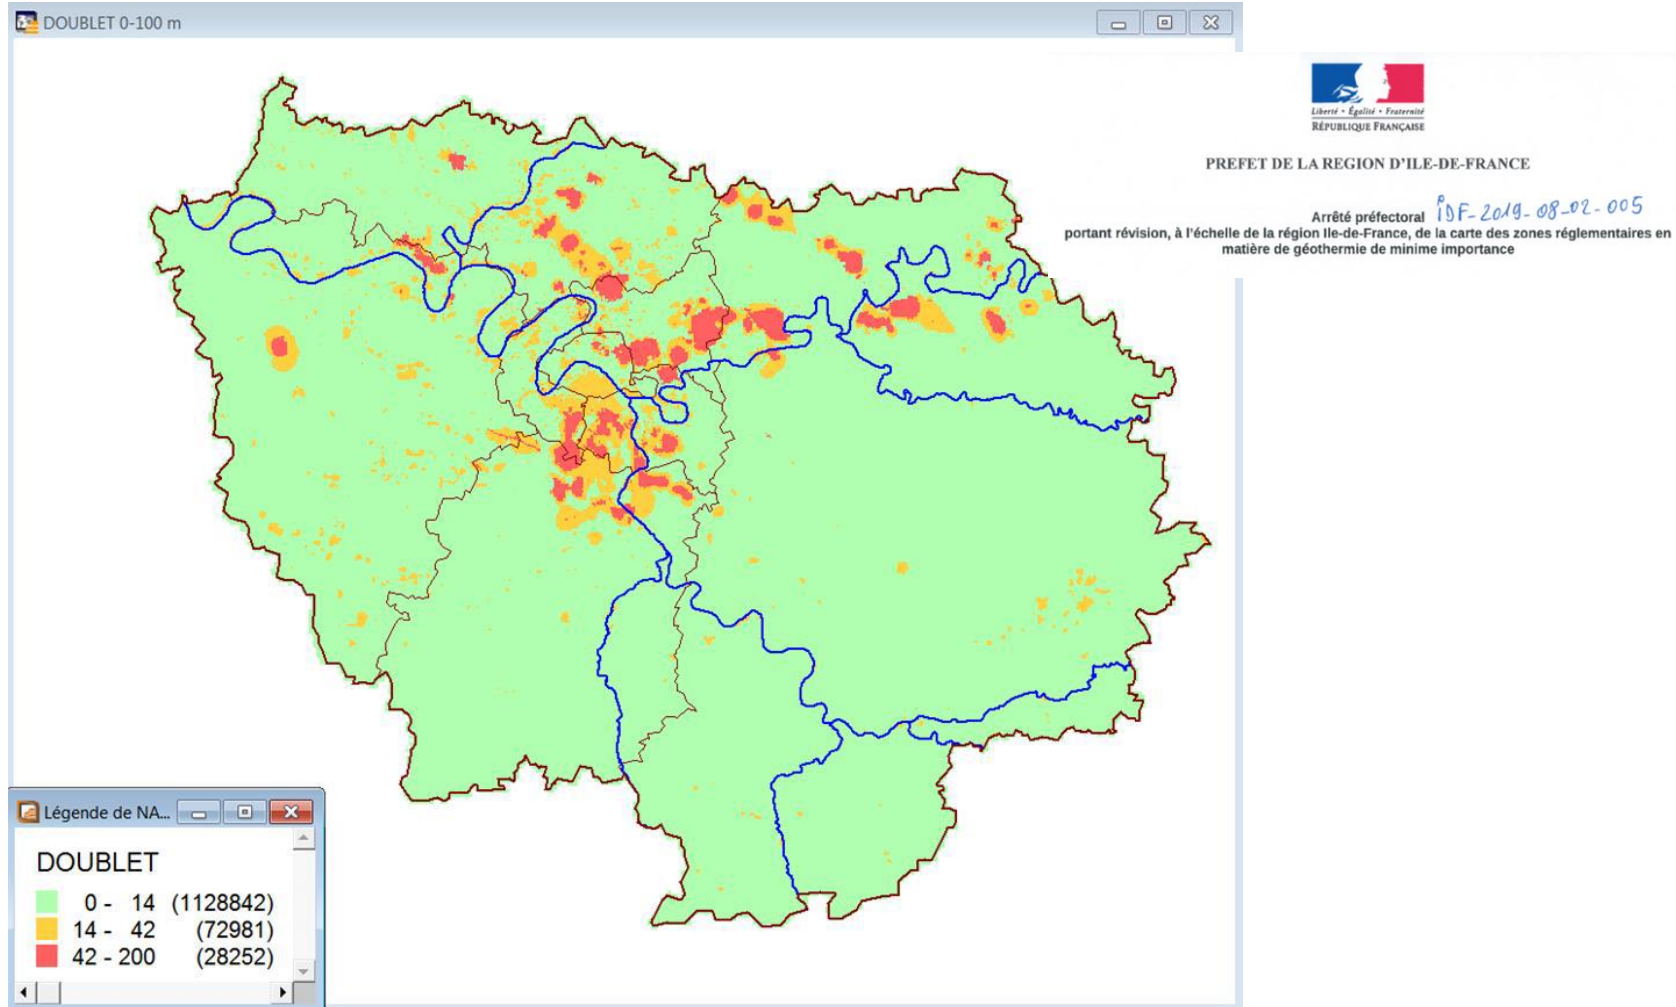 DOUBLET 0-100 m
Liberté • Égalité • Fraternité
RÉPUBLIQUE FRANÇAISE
PREFET DE LA REGION D'ILE-DE-FRANCE
Arrêté préfectoral IDF-2019-08-02-005
portant révision, à l'échelle de la région Ile-de-France, de la carte des zones réglementaires en
matière de géothermie de minime importance
Légende de NA...
DOUBLET
0 - 14 (1128842)
14 - 42 (72981)
42 - 200 (28252)